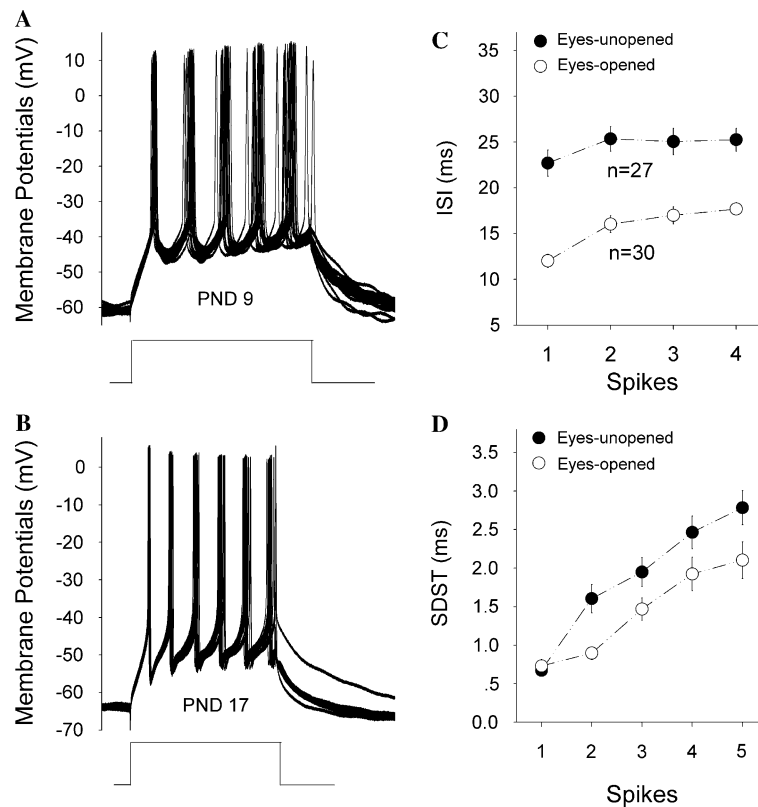 A
Membrane Potentials (mV)
10
0
-10
-20
-30
-40
-50
-60
PND 9
B
Membrane Potentials (mV)
0
-10
-20
-30
-40
-50
-60
-70
PND 17
C
Eyes-unopened
Eyes-opened
ISI (ms)
35
30
25
20
15
10
5
n=27
n=30
1 2 3 4
Spikes
D
Eyes-unopened
Eyes-opened
SDST (ms)
3.5
3.0
2.5
2.0
1.5
1.0
.5
0.0
1 2 3 4 5
Spikes